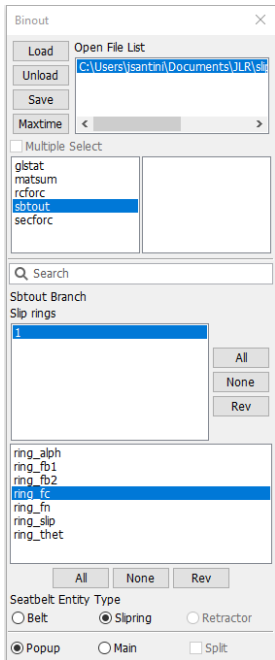 Binout
Load
Open File List
C:\Users\jsantini\Documents\JLR\slip
Unload
Save
Maxtime
Multiple Select
glstat
matsum
rcforc
sbtout
secforc
Search
Sbtout Branch
Slip rings
1
All
None
Rev
ring_alph
ring_fb1
ring_fb2
ring_fc
ring_fn
ring_slip
ring_thet
All None Rev
Seatbelt Entity Type
Belt Slipring Retractor
Popup Main Split